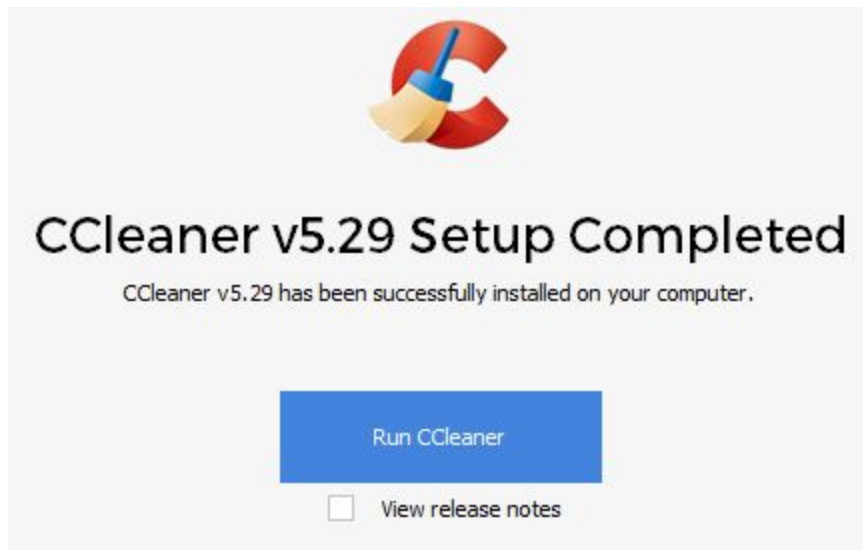 CCleaner v5.29 Setup Completed
CCleaner v5.29 has been successfully installed on your computer.
Run CCleaner
View release notes